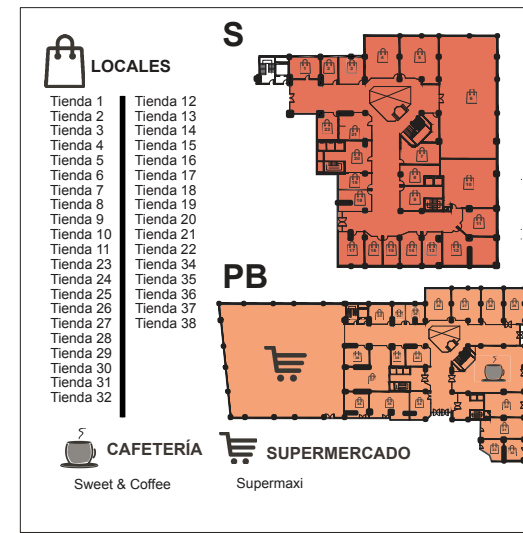 S
LOCALES
Tienda 1
Tienda 2
Tienda 3
Tienda 4
Tienda 5
Tienda 6
Tienda 7
Tienda 8
Tienda 9
Tienda 10
Tienda 11
Tienda 23
Tienda 24
Tienda 25
Tienda 26
Tienda 27
Tienda 28
Tienda 29
Tienda 30
Tienda 31
Tienda 32
Tienda 12
Tienda 13
Tienda 14
Tienda 15
Tienda 16
Tienda 17
Tienda 18
Tienda 19
Tienda 20
Tienda 21
Tienda 22
Tienda 34
Tienda 35
Tienda 36
Tienda 37
Tienda 38
PB
CAFETERÍA
Sweet & Coffee
SUPERMERCADO
Supermaxi